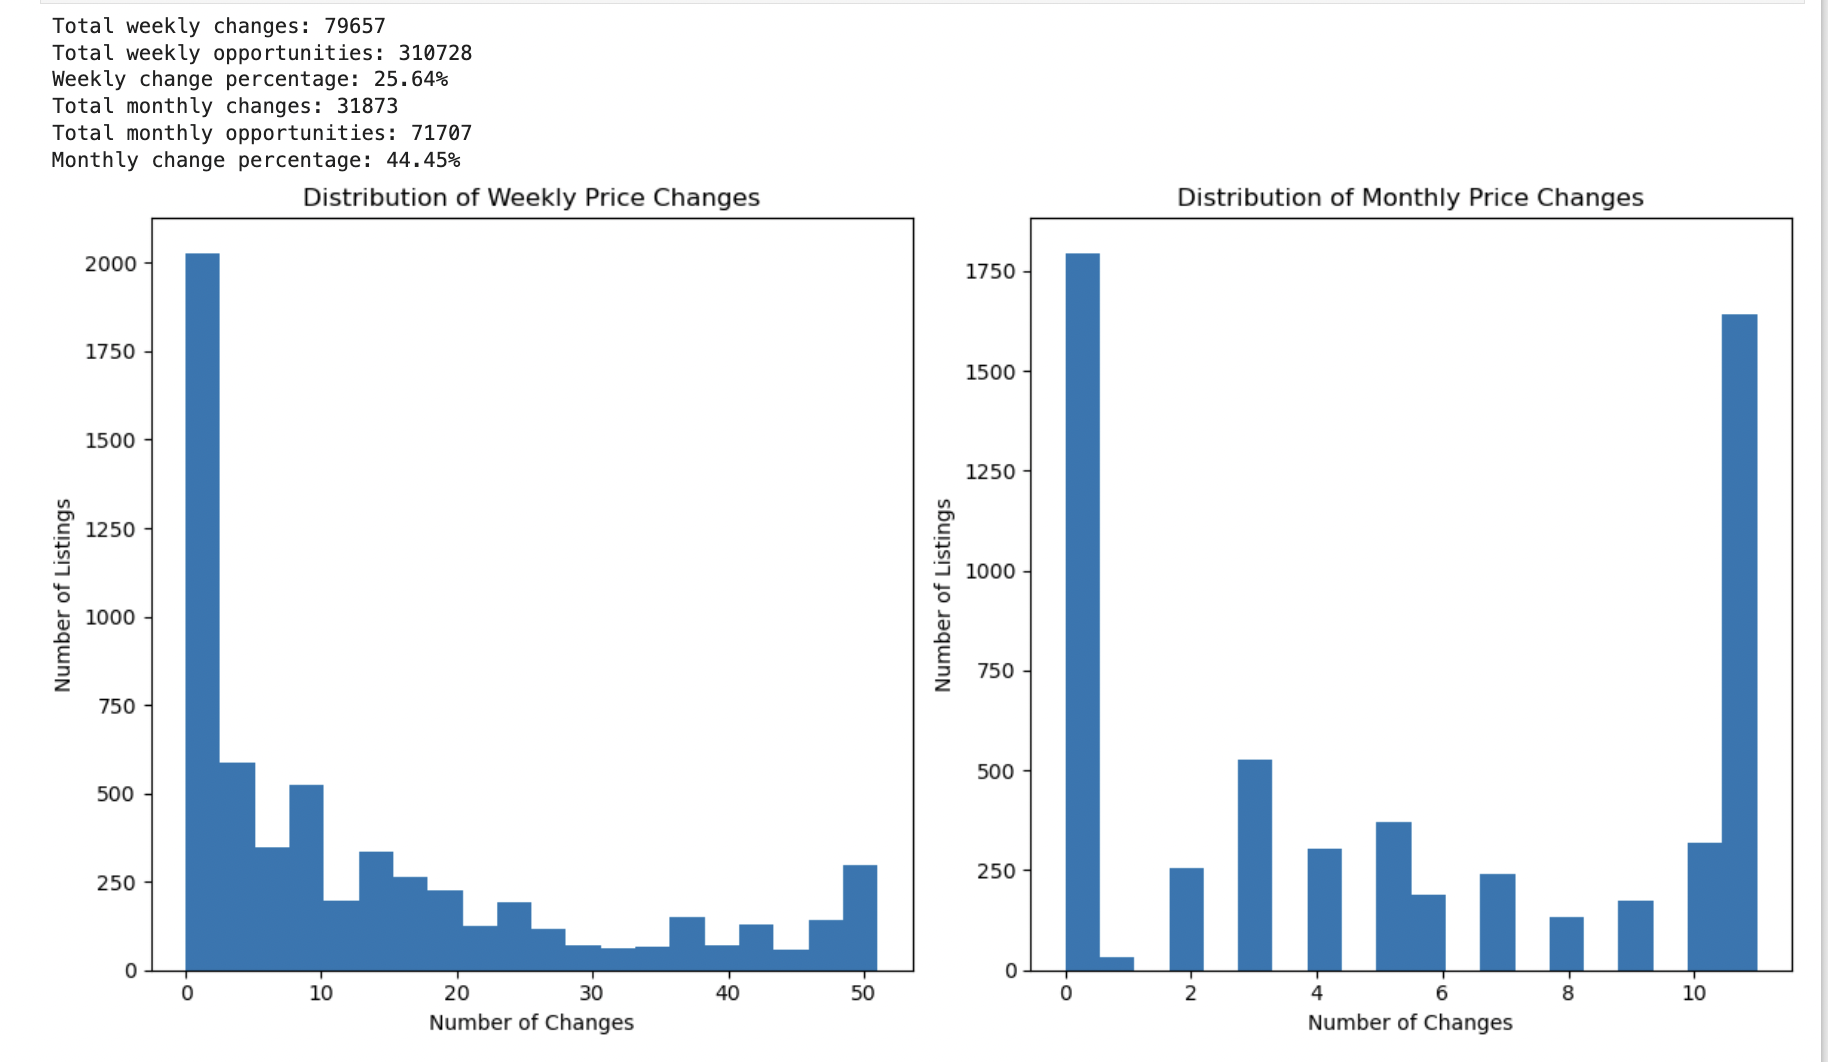 Total weekly changes: 79657
Total weekly opportunities: 310728
Weekly change percentage: 25.64%
Total monthly changes: 31873
Total monthly opportunities: 71707
Monthly change percentage: 44.45%
Distribution of Weekly Price Changes
2000
1750
1500
1250
1000
750
500
250
0
Number of Listings
0 10 20 30 40 50
Number of Changes
Distribution of Monthly Price Changes
1750
1500
1250
1000
750
500
250
0
Number of Listings
0 2 4 6 8 10
Number of Changes